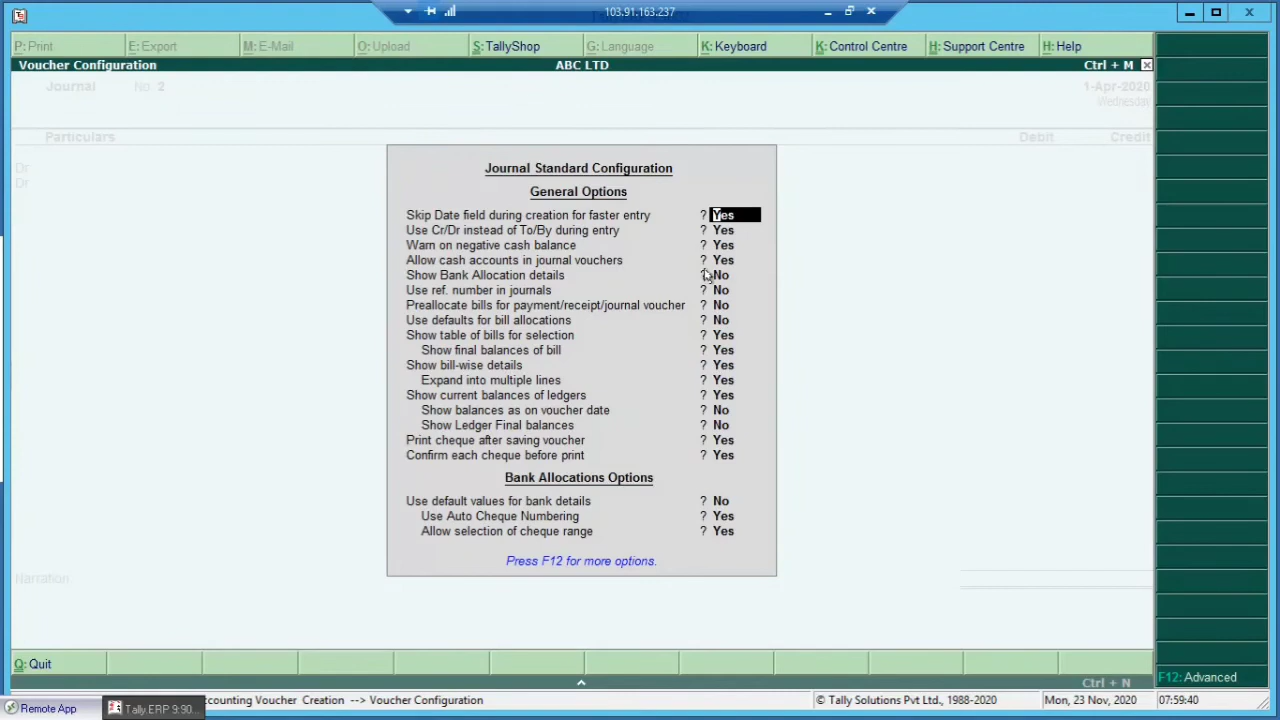 103.91.163.237
P: Print
E: Export
M: E-Mail
O: Upload
S: TallyShop
G: Language
K: Keyboard
K: Control Centre
H: Support Centre
H: Help
Voucher Configuration
ABC LTD
Ctrl + M
Journal
No 2
1-Apr-2020
Wednesday
Particulars
Debit
Credit
Dr
Dr
Journal Standard Configuration
General Options
Skip Date field during creation for faster entry ? Yes
Use Cr/Dr instead of To/By during entry ? Yes
Warn on negative cash balance ? Yes
Allow cash accounts in journal vouchers ? Yes
Show Bank Allocation details ? No
Use ref. number in journals ? No
Preallocate bills for payment/receipt/journal voucher ? No
Use defaults for bill allocations ? No
Show table of bills for selection ? Yes
Show final balances of bill ? Yes
Show bill-wise details ? Yes
Expand into multiple lines ? Yes
Show current balances of ledgers ? Yes
Show balances as on voucher date ? No
Show Ledger Final balances ? No
Print cheque after saving voucher ? Yes
Confirm each cheque before print ? Yes
Bank Allocations Options
Use default values for bank details ? No
Use Auto Cheque Numbering ? Yes
Allow selection of cheque range ? Yes
Press F12 for more options.
Narration
Q: Quit
F12: Advanced
Ctrl + N
Remote App
Tally.ERP 9:90...
ccounting Voucher Creation --> Voucher Configuration
© Tally Solutions Pvt Ltd., 1988-2020
Mon, 23 Nov, 2020
07:59:40